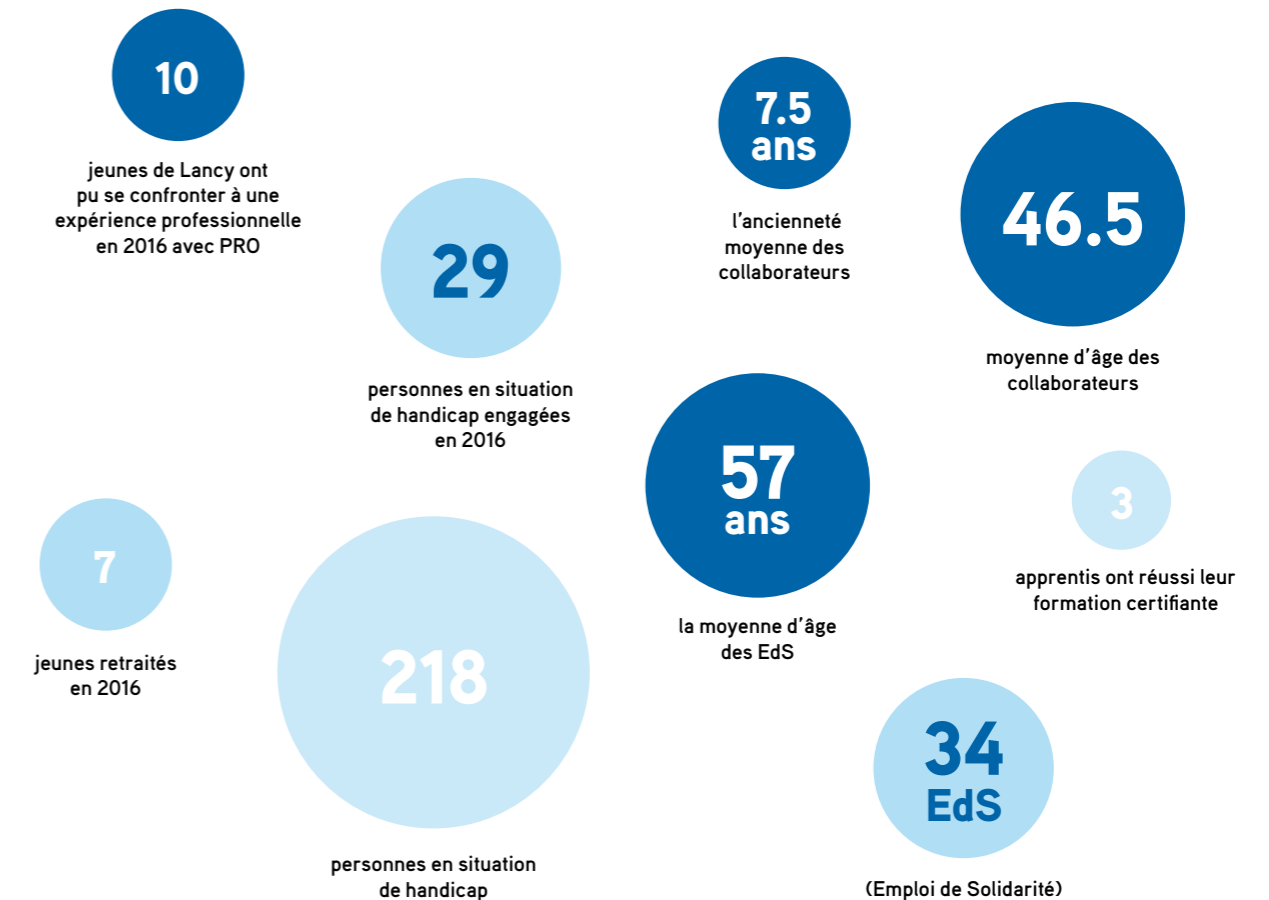 10
jeunes de Lancy ont
pu se confronter à une
expérience professionnelle
en 2016 avec PRO
29
personnes en situation
de handicap engagées
en 2016
7
jeunes retraités
en 2016
218
personnes en situation
de handicap
7.5
ans
l'ancienneté
moyenne des
collaborateurs
46.5
moyenne d'âge des
collaborateurs
57
ans
la moyenne d'âge
des EdS
3
apprentis ont réussi leur
formation certifiante
34
EdS
(Emploi de Solidarité)